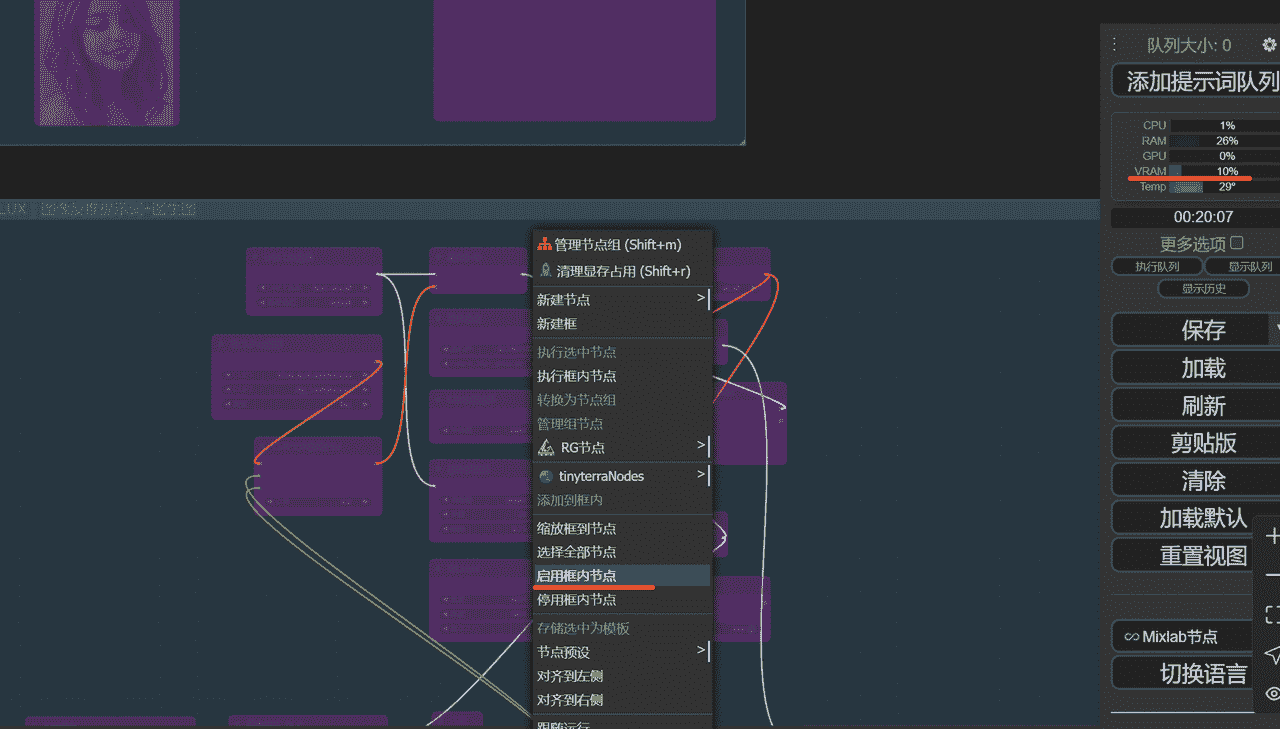 队列大小: 0
添加提示词队列
CPU 1%
RAM 26%
GPU 0%
VRAM 10%
Temp 29°
00:20:07
更多选项
执行队列 显示队列
显示历史
保存
加载
刷新
剪贴版
清除
加载默认
重置视图
Mixlab节点
切换语言
管理节点组 (Shift+m)
清理显存占用 (Shift+r)
新建节点 >
新建框
执行选中节点
执行框内节点
转换为节点组
管理组节点
RG节点 >
tinyterraNodes >
添加到框内
缩放框到节点
选择全部节点
启用框内节点
停用框内节点
存储选中为模板
节点预设 >
对齐到左侧
对齐到右侧
跟随运行